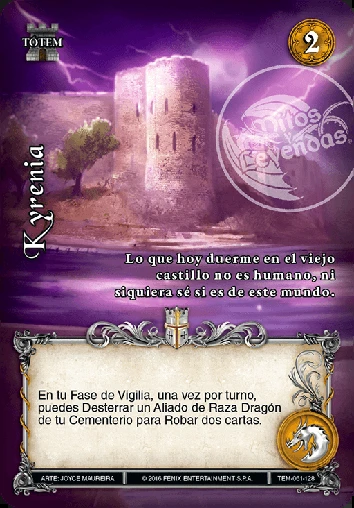 TOTEM
2
Mitos
y
Leyendas
Kyrenia
Lo que hoy duerme en el viejo
castillo no es humano, ni
siquiera sé si es de este mundo.
En tu Fase de Vigilia, una vez por turno,
puedes Desterrar un Aliado de Raza Dragón
de tu Cementerio para Robar dos cartas.
ARTE: JOYCE MAUREIRA
© 2016 FENIX ENTERTAINMENT S.P.A.
TEM-051-128